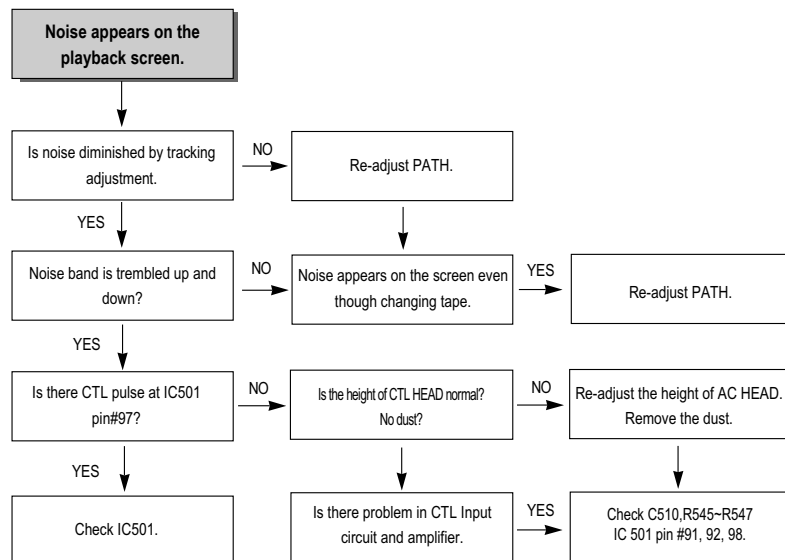 Noise appears on the
playback screen.
Is noise diminished by tracking
adjustment.
NO
Re-adjust PATH.
YES
Noise band is trembled up and
down?
NO
Noise appears on the screen even
though changing tape.
YES
Re-adjust PATH.
YES
Is there CTL pulse at IC501
pin#97?
NO
Is the height of CTL HEAD normal?
No dust?
NO
Re-adjust the height of AC HEAD.
Remove the dust.
YES
Check IC501.
Is there problem in CTL Input
circuit and amplifier.
YES
Check C510,R545~R547
IC 501 pin #91, 92, 98.